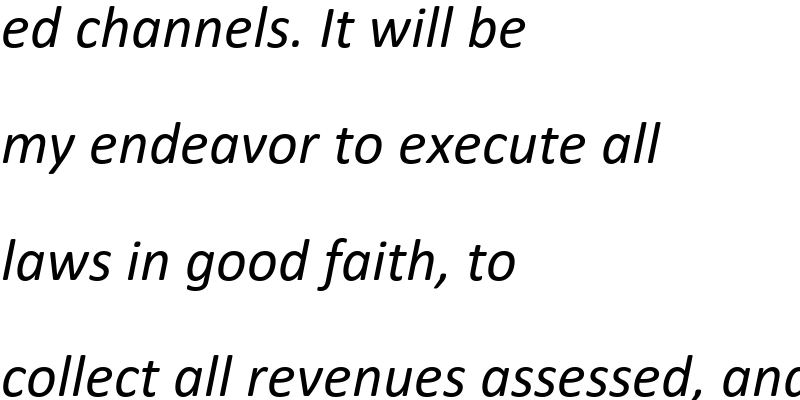 ed channels. It will be
my endeavor to execute all
laws in good faith, to
collect all revenues assessed, and